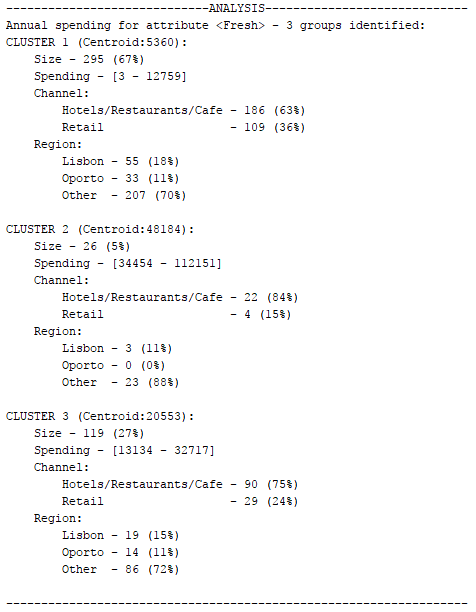 -----------------------------ANALYSIS-----------------------------
Annual spending for attribute <Fresh> - 3 groups identified:
CLUSTER 1 (Centroid:5360):
    Size - 295 (67%)
    Spending - [3 - 12759]
    Channel:
        Hotels/Restaurants/Cafe - 186 (63%)
        Retail                  - 109 (36%)
    Region:
        Lisbon - 55 (18%)
        Oporto - 33 (11%)
        Other  - 207 (70%)

CLUSTER 2 (Centroid:48184):
    Size - 26 (5%)
    Spending - [34454 - 112151]
    Channel:
        Hotels/Restaurants/Cafe - 22 (84%)
        Retail                  - 4 (15%)
    Region:
        Lisbon - 3 (11%)
        Oporto - 0 (0%)
        Other  - 23 (88%)

CLUSTER 3 (Centroid:20553):
    Size - 119 (27%)
    Spending - [13134 - 32717]
    Channel:
        Hotels/Restaurants/Cafe - 90 (75%)
        Retail                  - 29 (24%)
    Region:
        Lisbon - 19 (15%)
        Oporto - 14 (11%)
        Other  - 86 (72%)

------------------------------------------------------------------